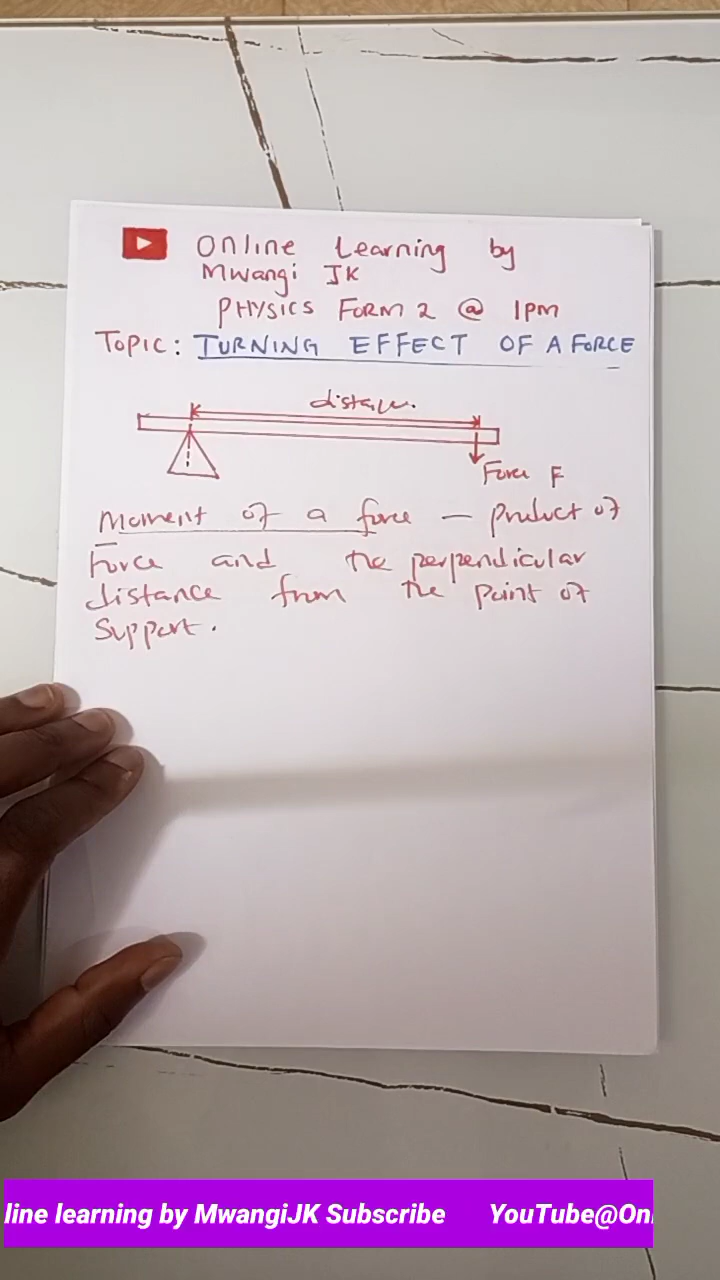 Online Learning by
Mwangi JK
PHYSICS FORM 2 @ 1PM
TOPIC: TURNING EFFECT OF A FORCE
distance.
Force F
Moment of a force — product of
Force and the perpendicular
distance from the point of
Support.
line learning by MwangiJK Subscribe YouTube@On